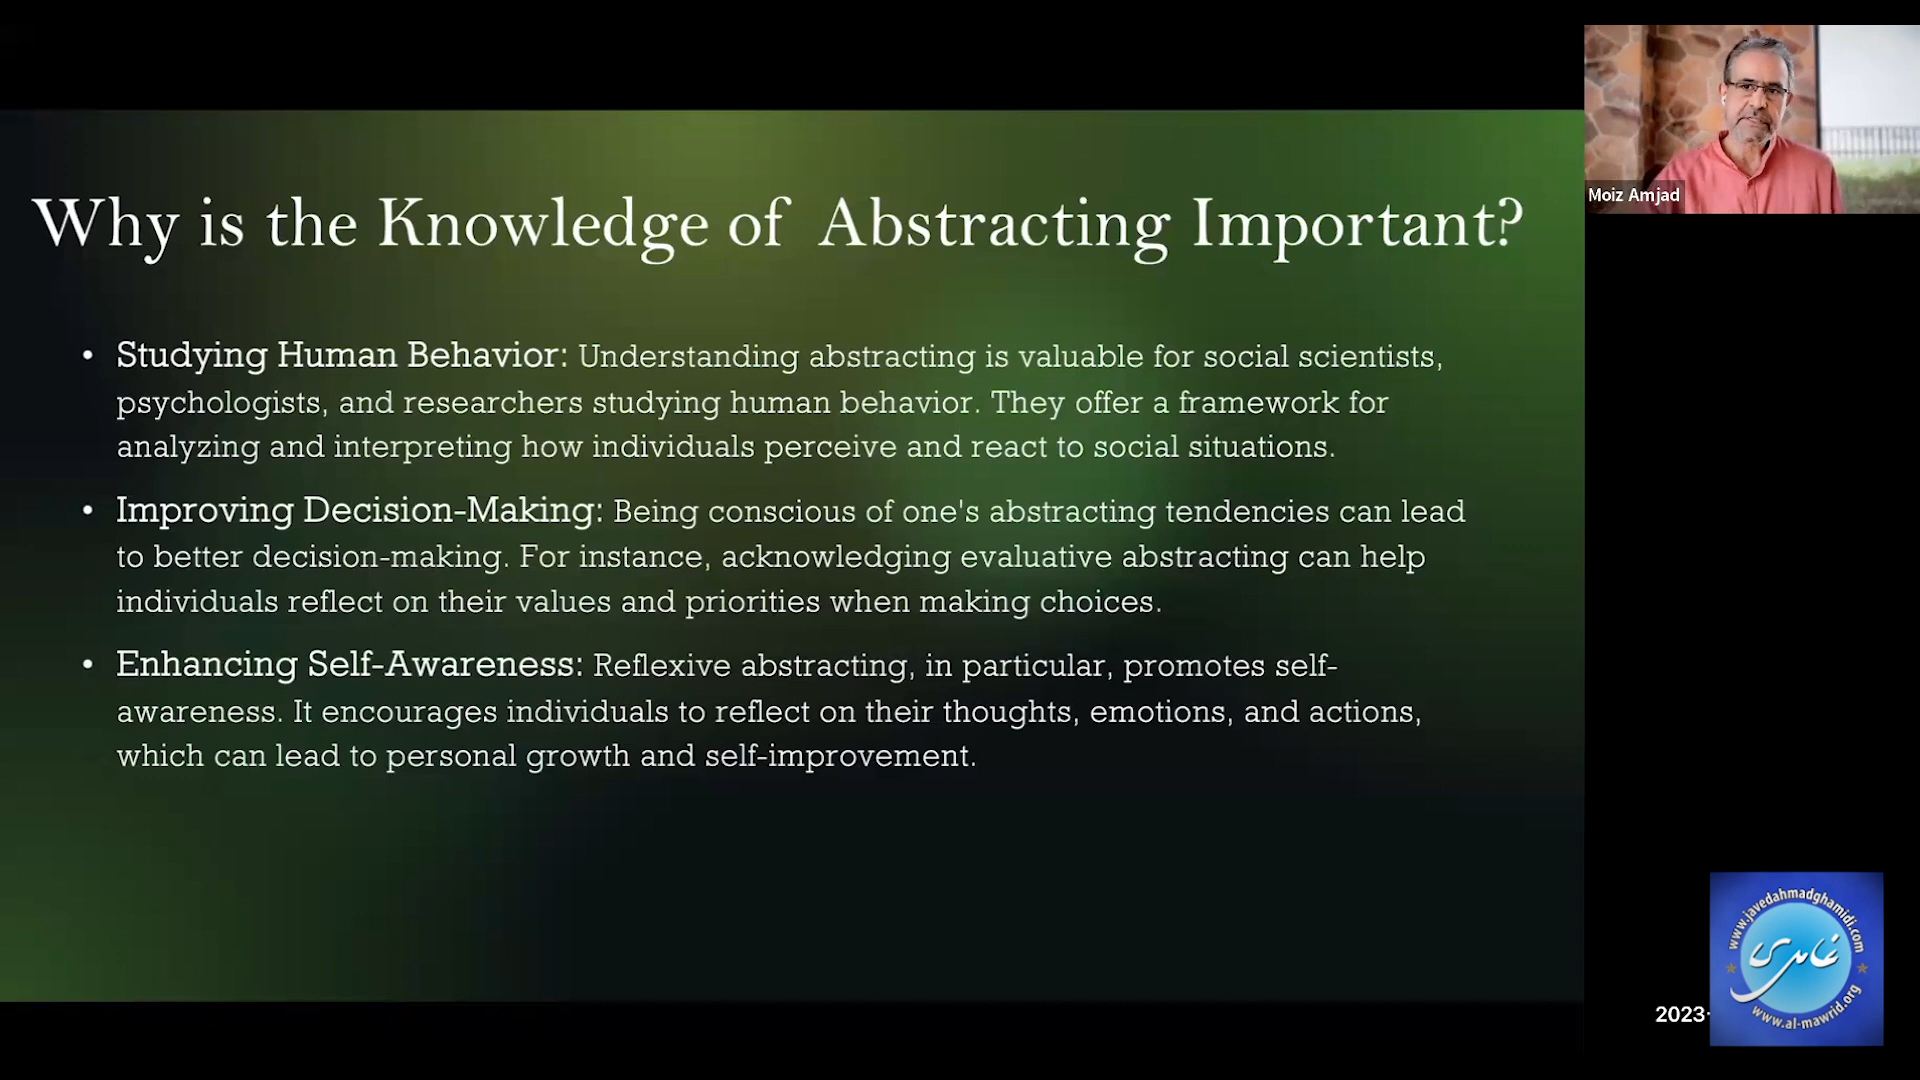 Why is the Knowledge of Abstracting Important?
• Studying Human Behavior: Understanding abstracting is valuable for social scientists,
psychologists, and researchers studying human behavior. They offer a framework for
analyzing and interpreting how individuals perceive and react to social situations.
• Improving Decision-Making: Being conscious of one's abstracting tendencies can lead
to better decision-making. For instance, acknowledging evaluative abstracting can help
individuals reflect on their values and priorities when making choices.
• Enhancing Self-Awareness: Reflexive abstracting, in particular, promotes self-
awareness. It encourages individuals to reflect on their thoughts, emotions, and actions,
which can lead to personal growth and self-improvement.
Moiz Amjad
www.javedahmadghamidi.com
غامدی
www.al-mawrid.org
2023-